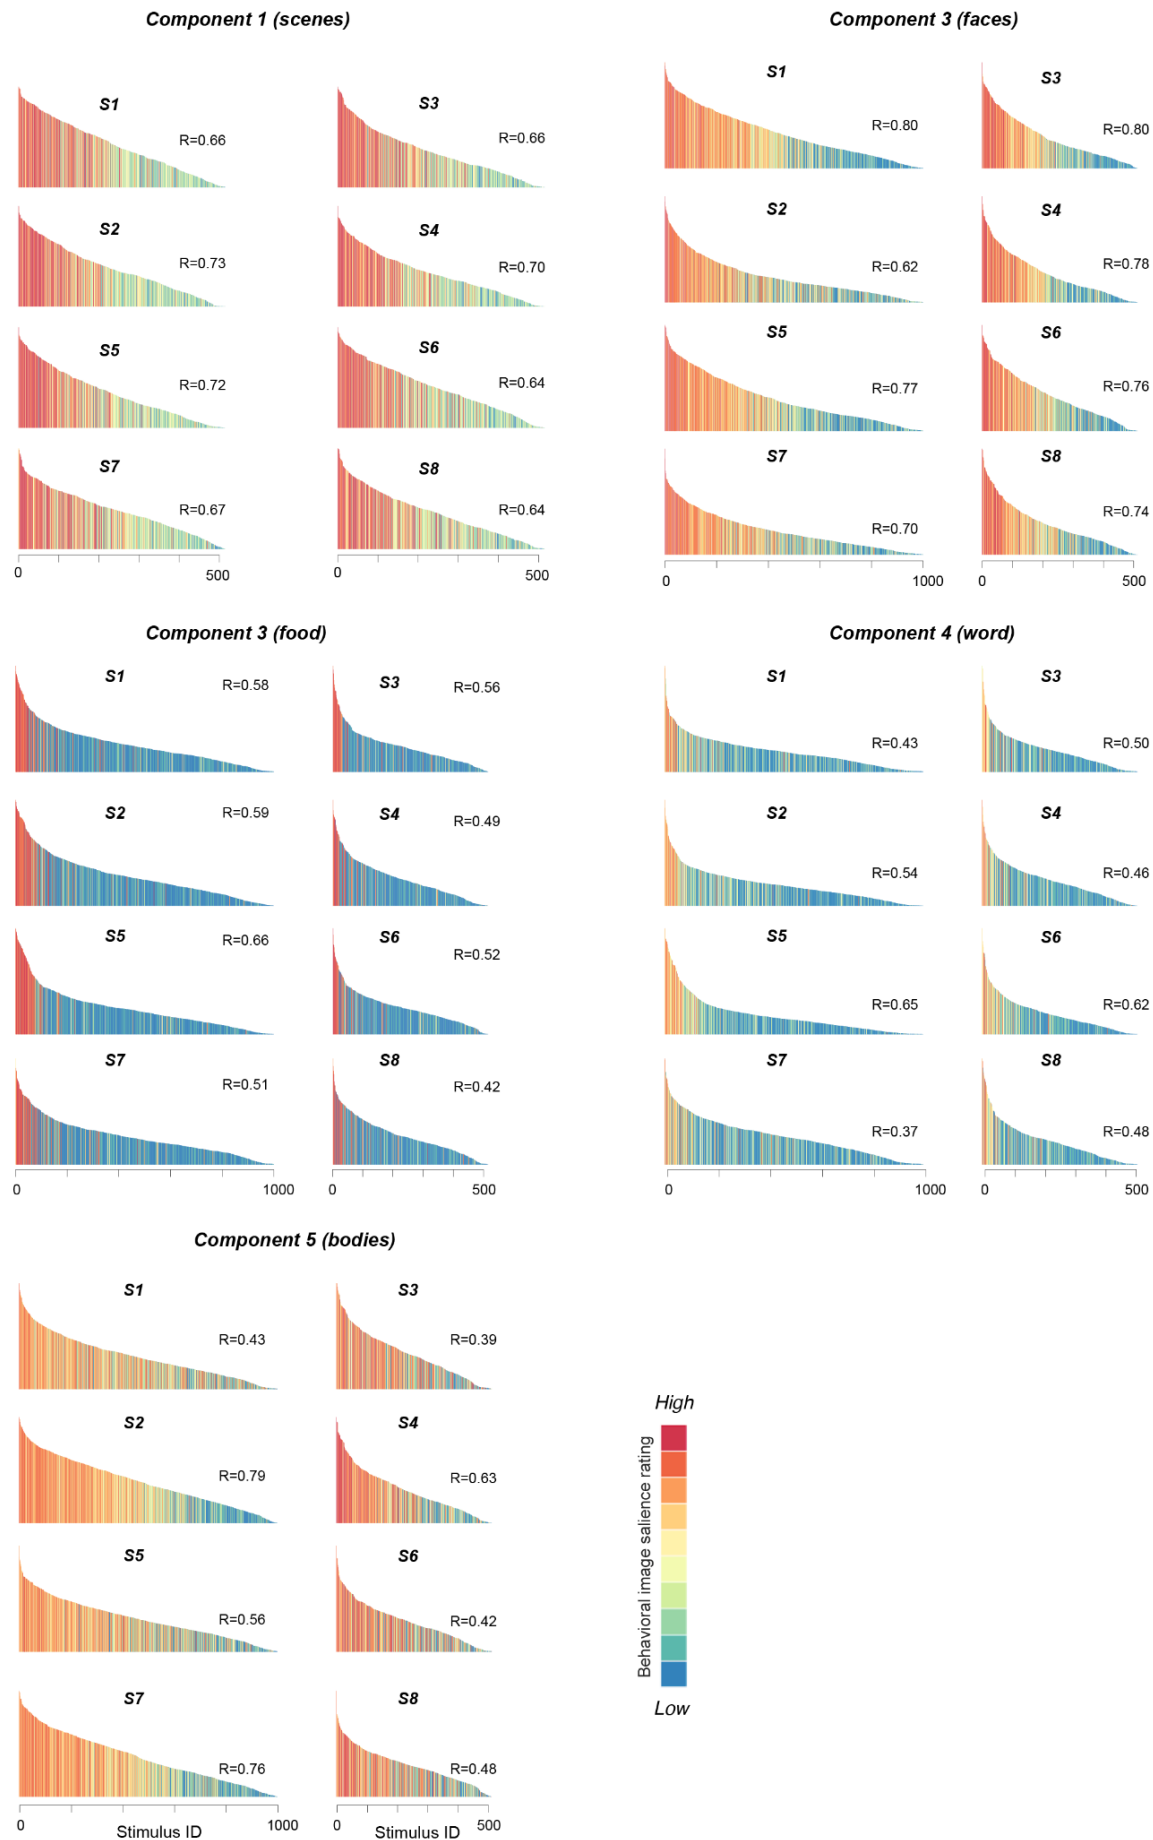 Component 1 (scenes)
Component 3 (faces)
S1
R=0.66
S3
R=0.66
S1
R=0.80
S3
R=0.80
S2
R=0.73
S4
R=0.70
S2
R=0.62
S4
R=0.78
S5
R=0.72
S6
R=0.64
S5
R=0.77
S6
R=0.76
S7
R=0.67
S8
R=0.64
S7
R=0.70
S8
R=0.74
0 500
0 500
0 1000
0 500
Component 3 (food)
Component 4 (word)
S1
R=0.58
S3
R=0.56
S1
R=0.43
S3
R=0.50
S2
R=0.59
S4
R=0.49
S2
R=0.54
S4
R=0.46
S5
R=0.66
S6
R=0.52
S5
R=0.65
S6
R=0.62
S7
R=0.51
S8
R=0.42
S7
R=0.37
S8
R=0.48
0 1000
0 500
0 1000
0 500
Component 5 (bodies)
S1
R=0.43
S3
R=0.39
S2
R=0.79
S4
R=0.63
S5
R=0.56
S6
R=0.42
S7
R=0.76
S8
R=0.48
0 1000
Stimulus ID
0 500
Stimulus ID
High
Behavioral image salience rating
Low